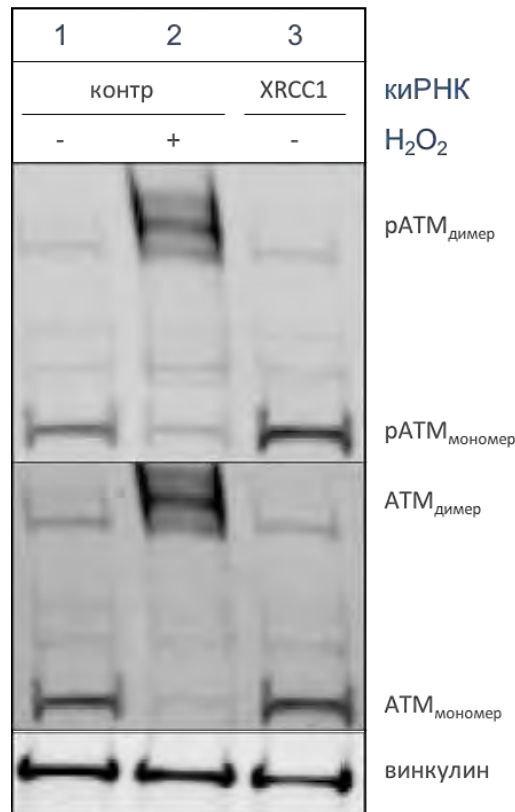 1 2 3
контр XRCC1 киРНК
- + - H₂O₂
pATMдимер
pATMмономер
ATMдимер
ATMмономер
винкулин